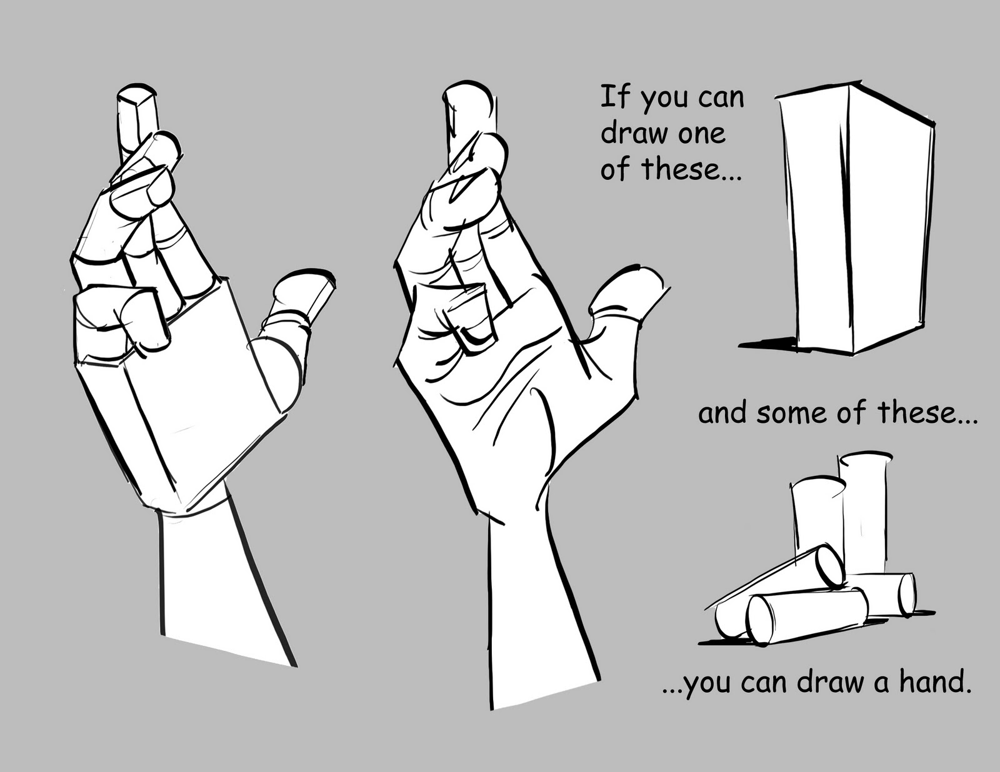 If you can
draw one
of these...
and some of these...
...you can draw a hand.